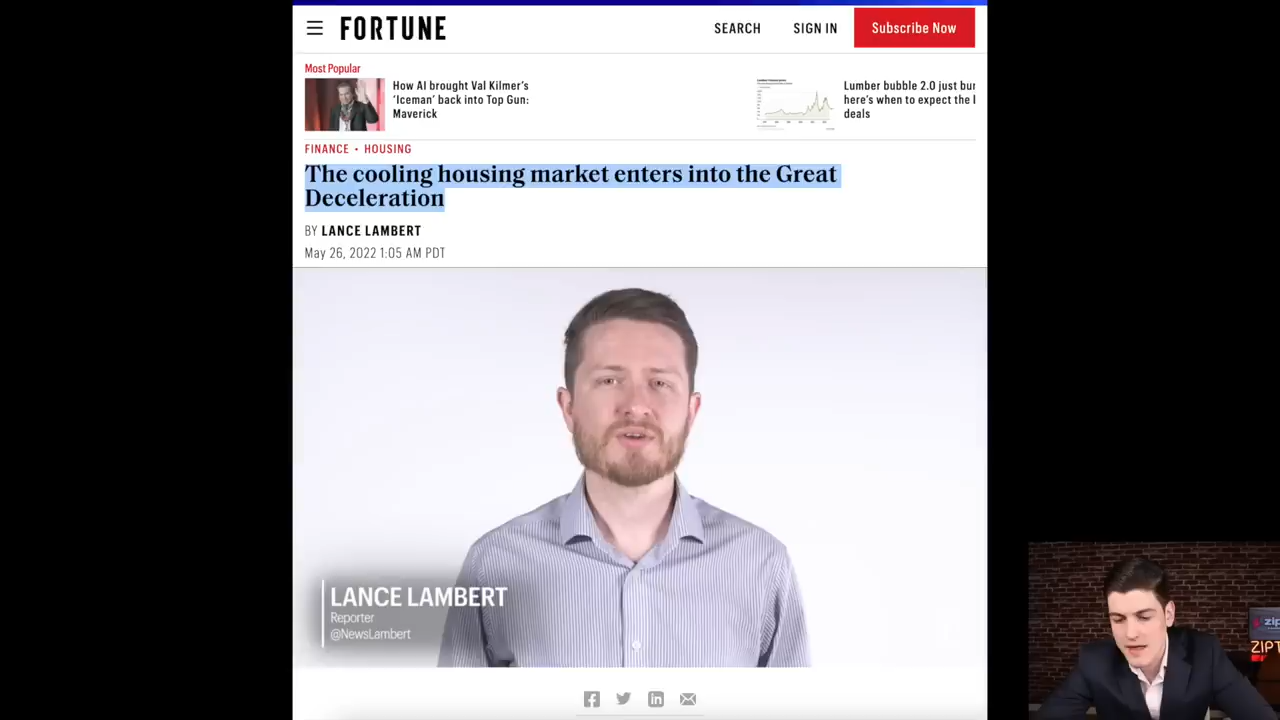 FORTUNE
SEARCH
SIGN IN
Subscribe Now
Most Popular
How AI brought Val Kilmer's
'Iceman' back into Top Gun:
Maverick
Lumber bubble 2.0 just bur
here's when to expect the
deals
FINANCE • HOUSING
The cooling housing market enters into the Great
Deceleration
BY LANCE LAMBERT
May 26, 2022 1:05 AM PDT
LANCE LAMBERT
Reporter
@NewsLambert
zip
ZIPT